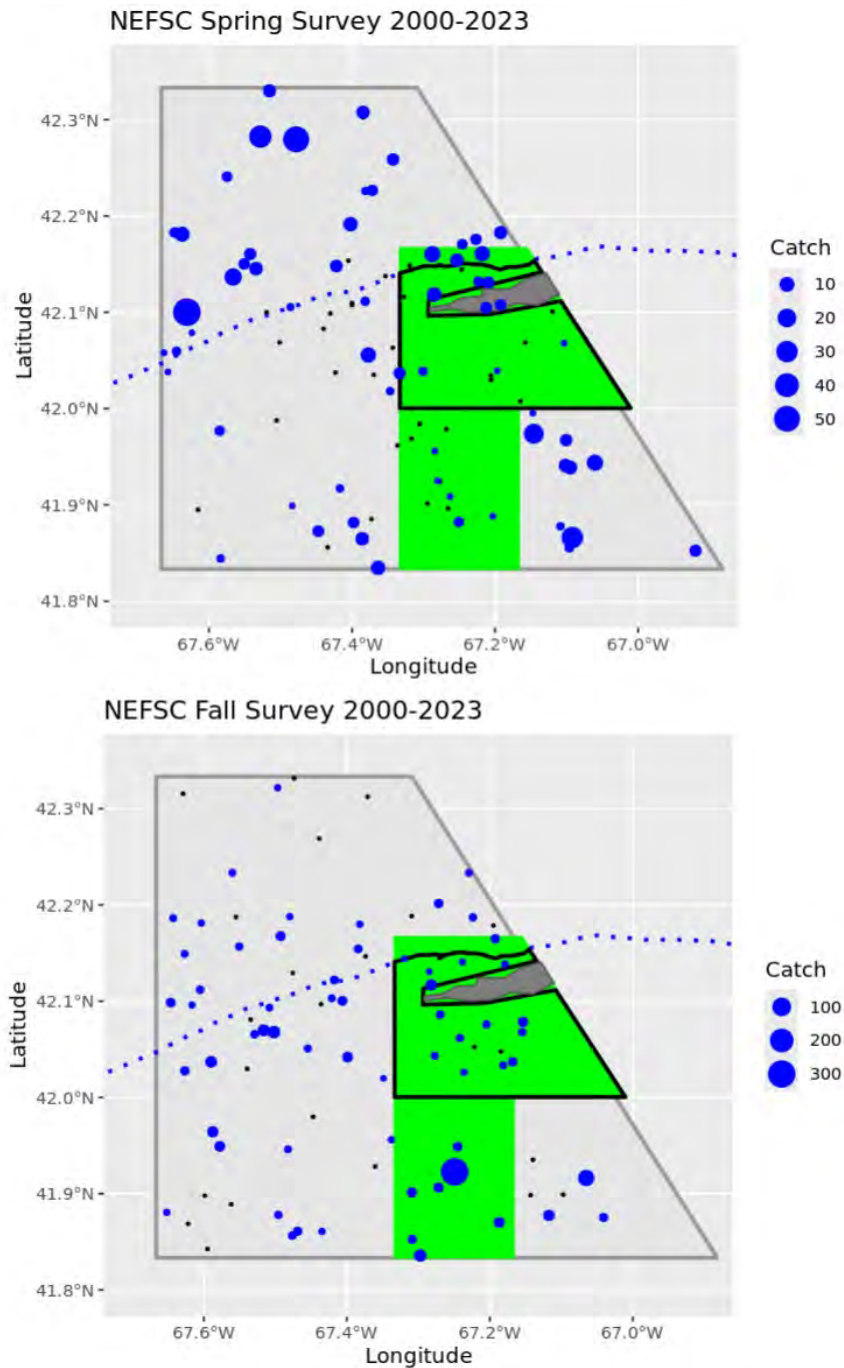 NEFSC Spring Survey 2000-2023
42.3°N
42.2°N
42.1°N
42.0°N
41.9°N
41.8°N
Latitude
67.6°W 67.4°W 67.2°W 67.0°W
Longitude
Catch
10
20
30
40
50
NEFSC Fall Survey 2000-2023
42.3°N
42.2°N
42.1°N
42.0°N
41.9°N
41.8°N
Latitude
67.6°W 67.4°W 67.2°W 67.0°W
Longitude
Catch
100
200
300